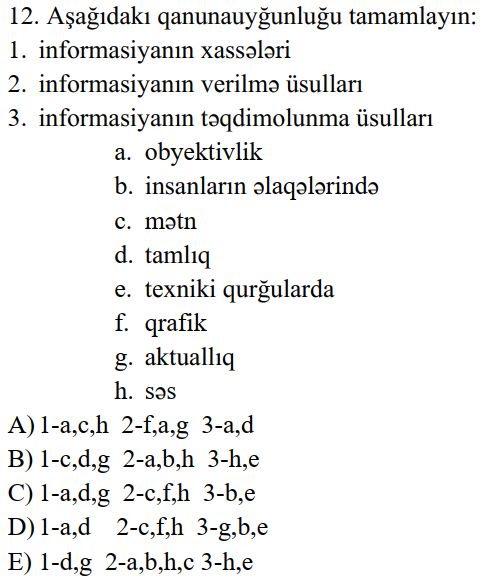 12. Aşağıdakı qanunauyğunluğu tamamlayın:
1. informasiyanın xassələri
2. informasiyanın verilmə üsulları
3. informasiyanın təqdimolunma üsulları
a. obyektivlik
b. insanların əlaqələrində
c. mətn
d. tamlıq
e. texniki qurğularda
f. qrafik
g. aktuallıq
h. səs
A) 1-a,c,h 2-f,a,g 3-a,d
B) 1-c,d,g 2-a,b,h 3-h,e
C) 1-a,d,g 2-c,f,h 3-b,e
D) 1-a,d 2-c,f,h 3-g,b,e
E) 1-d,g 2-a,b,h,c 3-h,e